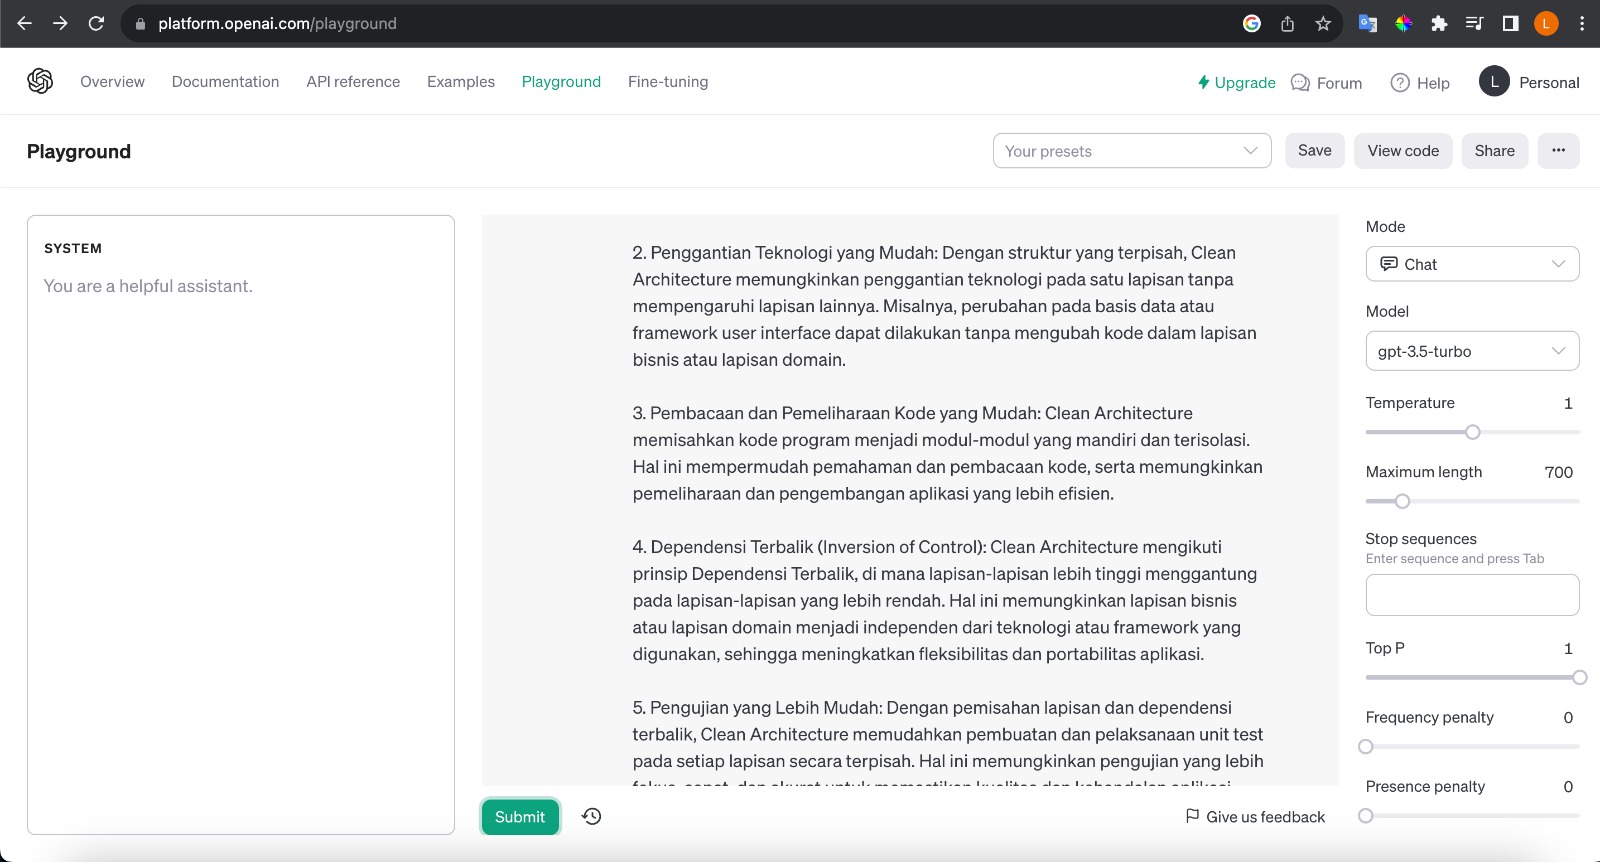 platform.openai.com/playground
L
Overview
Documentation
API reference
Examples
Playground
Fine-tuning
Upgrade
Forum
Help
L
Personal
Playground
Your presets
Save
View code
Share
...
SYSTEM
You are a helpful assistant.
2. Penggantian Teknologi yang Mudah: Dengan struktur yang terpisah, Clean
Architecture memungkinkan penggantian teknologi pada satu lapisan tanpa
mempengaruhi lapisan lainnya. Misalnya, perubahan pada basis data atau
framework user interface dapat dilakukan tanpa mengubah kode dalam lapisan
bisnis atau lapisan domain.
3. Pembacaan dan Pemeliharaan Kode yang Mudah: Clean Architecture
memisahkan kode program menjadi modul-modul yang mandiri dan terisolasi.
Hal ini mempermudah pemahaman dan pembacaan kode, serta memungkinkan
pemeliharaan dan pengembangan aplikasi yang lebih efisien.
4. Dependensi Terbalik (Inversion of Control): Clean Architecture mengikuti
prinsip Dependensi Terbalik, di mana lapisan-lapisan lebih tinggi menggantung
pada lapisan-lapisan yang lebih rendah. Hal ini memungkinkan lapisan bisnis
atau lapisan domain menjadi independen dari teknologi atau framework yang
digunakan, sehingga meningkatkan fleksibilitas dan portabilitas aplikasi.
5. Pengujian yang Lebih Mudah: Dengan pemisahan lapisan dan dependensi
terbalik, Clean Architecture memudahkan pembuatan dan pelaksanaan unit test
pada setiap lapisan secara terpisah. Hal ini memungkinkan pengujian yang lebih
Submit
Give us feedback
Mode
Chat
Model
gpt-3.5-turbo
Temperature 1
Maximum length 700
Stop sequences
Enter sequence and press Tab
Top P 1
Frequency penalty 0
Presence penalty 0